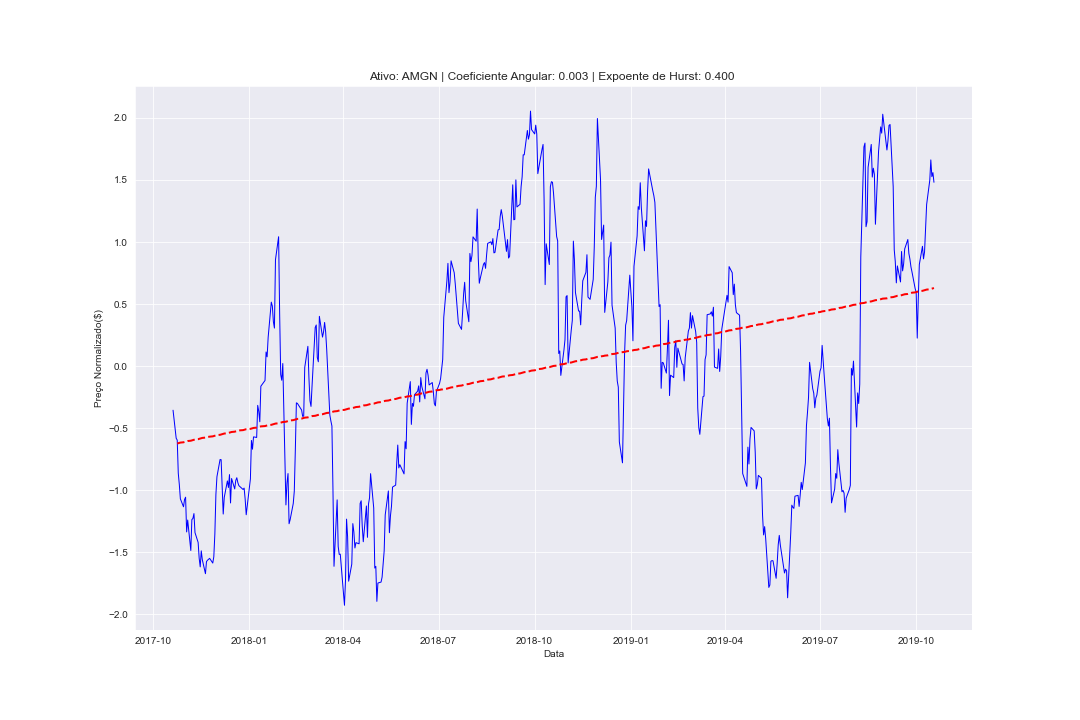 Ativo: AMGN | Coeficiente Angular: 0.003 | Expoente de Hurst: 0.400
2.0
1.5
1.0
0.5
0.0
−0.5
−1.0
−1.5
−2.0
Preço Normalizado($)
2017-10 2018-01 2018-04 2018-07 2018-10 2019-01 2019-04 2019-07 2019-10
Data